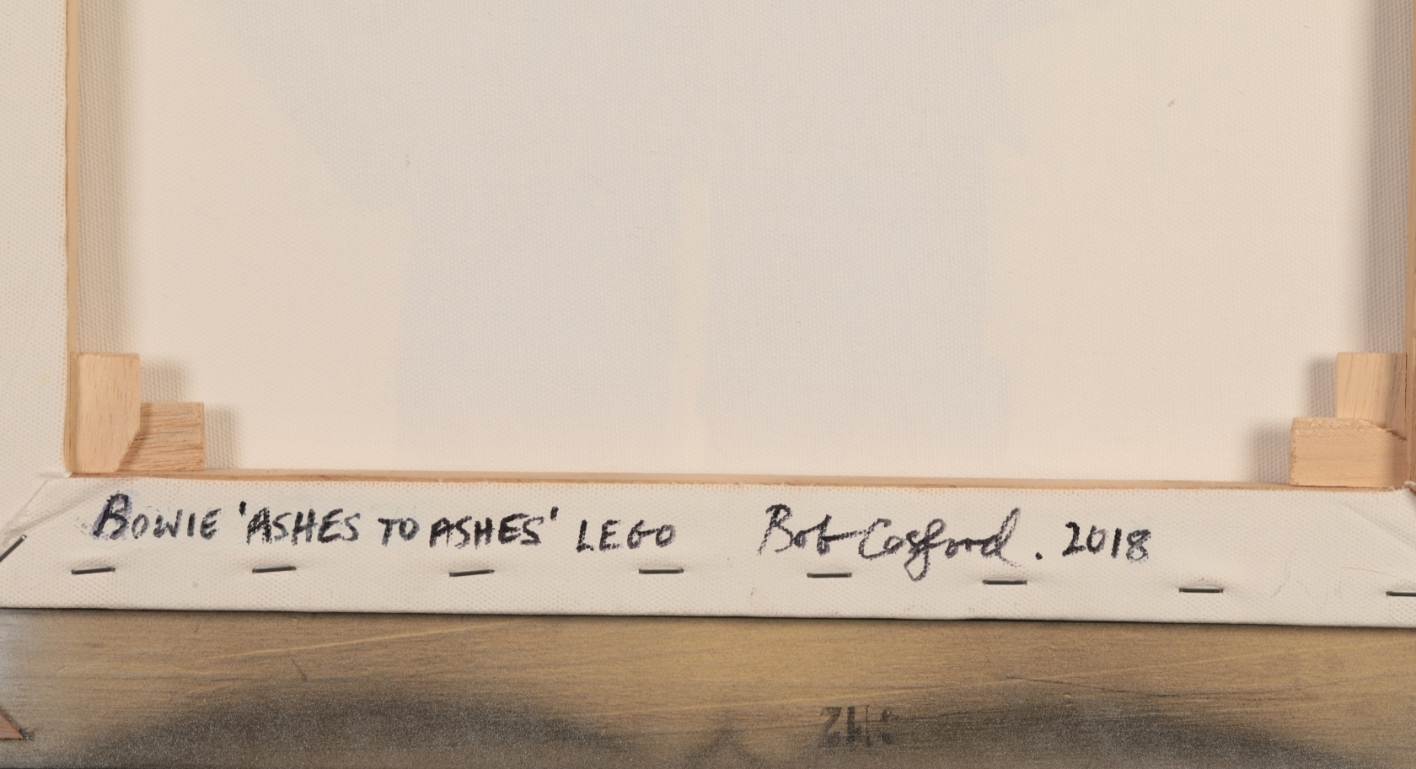 BOWIE 'ASHES TO ASHES' LEGO Bob Cosford. 2018